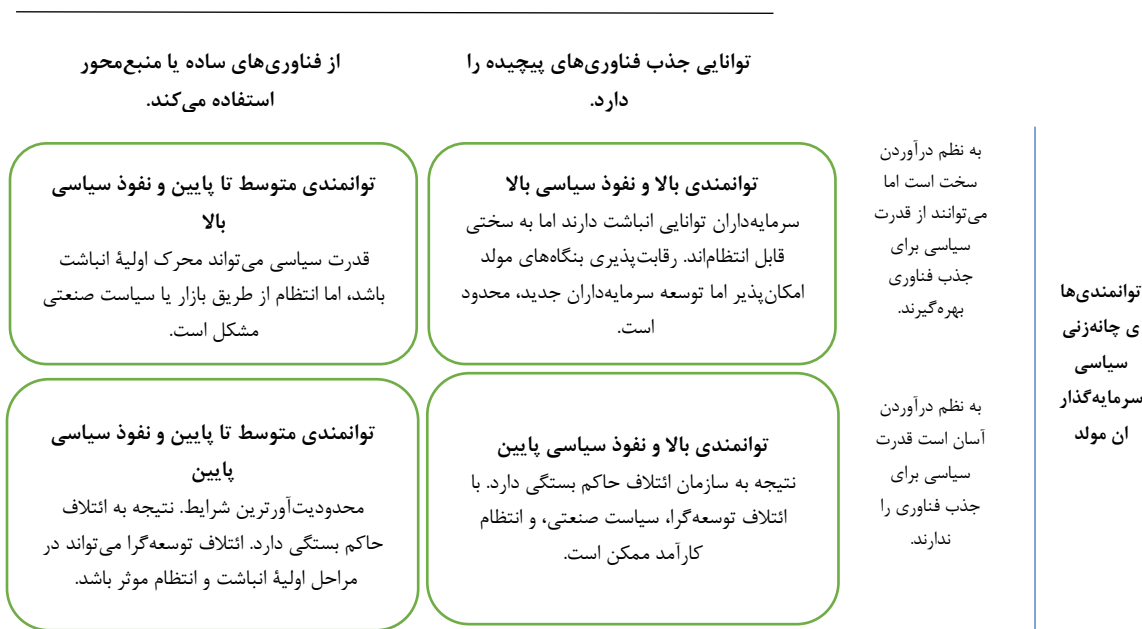 توانایی جذب فناوری‌های پیچیده را
دارد.
از فناوری‌های ساده یا منبع‌محور
استفاده می‌کند.
توانمندی‌ها
ی چانه‌زنی
سیاسی
سرمایه‌گذار
ان مولد
به نظم درآوردن
سخت است اما
می‌توانند از قدرت
سیاسی برای
جذب فناوری
بهره‌گیرند.
توانمندی بالا و نفوذ سیاسی بالا
سرمایه‌داران توانایی انباشت دارند اما به سختی
قابل انتظام‌اند. رقابت‌پذیری بنگاه‌های مولد
امکان‌پذیر اما توسعه سرمایه‌داران جدید، محدود
است.
توانمندی متوسط تا پایین و نفوذ سیاسی
بالا
قدرت سیاسی می‌تواند محرک اولیۀ انباشت
باشد، اما انتظام از طریق بازار یا سیاست صنعتی
مشکل است.
به نظم درآوردن
آسان است قدرت
سیاسی برای
جذب فناوری را
ندارند.
توانمندی بالا و نفوذ سیاسی پایین
نتیجه به سازمان ائتلاف حاکم بستگی دارد. با
ائتلاف توسعه‌گرا، سیاست صنعتی، و انتظام
کارآمد ممکن است.
توانمندی متوسط تا پایین و نفوذ سیاسی
پایین
محدودیت‌آورترین شرایط. نتیجه به ائتلاف
حاکم بستگی دارد. ائتلاف توسعه‌گرا می‌تواند در
مراحل اولیۀ انباشت و انتظام موثر باشد.